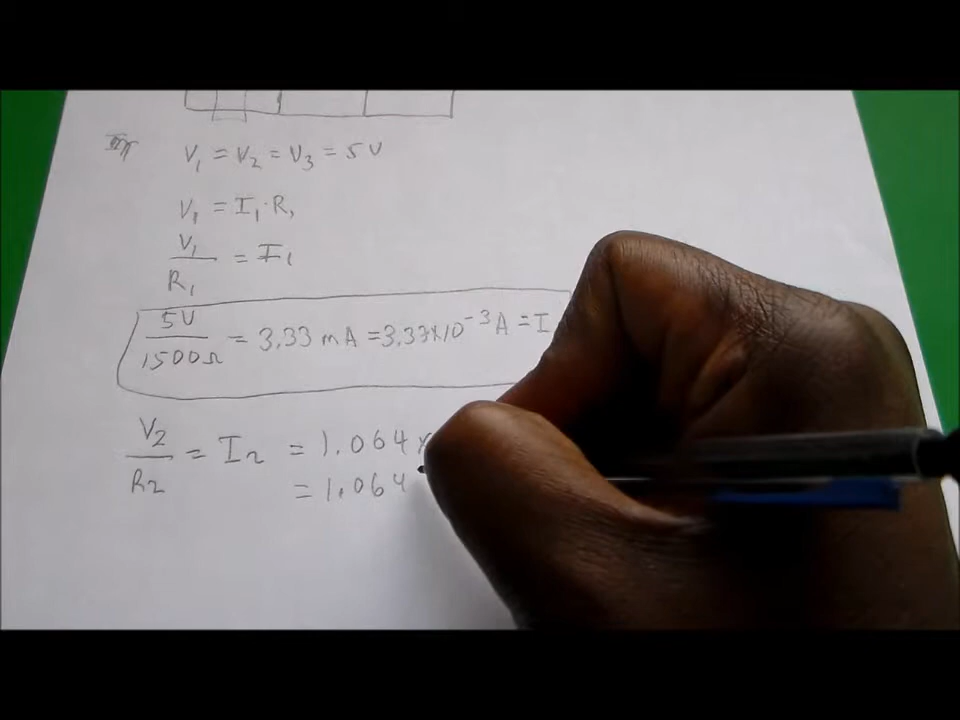 V₁ = V₂ = V₃ = 5V
V₁ = I₁·R₁
V₁/R₁ = I₁
5V/1500Ω = 3.33 mA = 3.33×10⁻³A = I
V₂/R₂ = I₂ = 1.064 ×
= 1.064